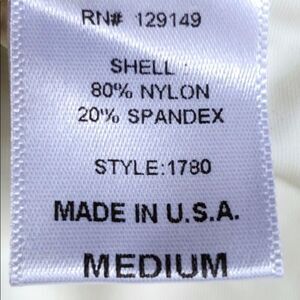 RN# 129149
SHELL
80% NYLON
20% SPANDEX
STYLE:1780
MADE IN U.S.A.
MEDIUM